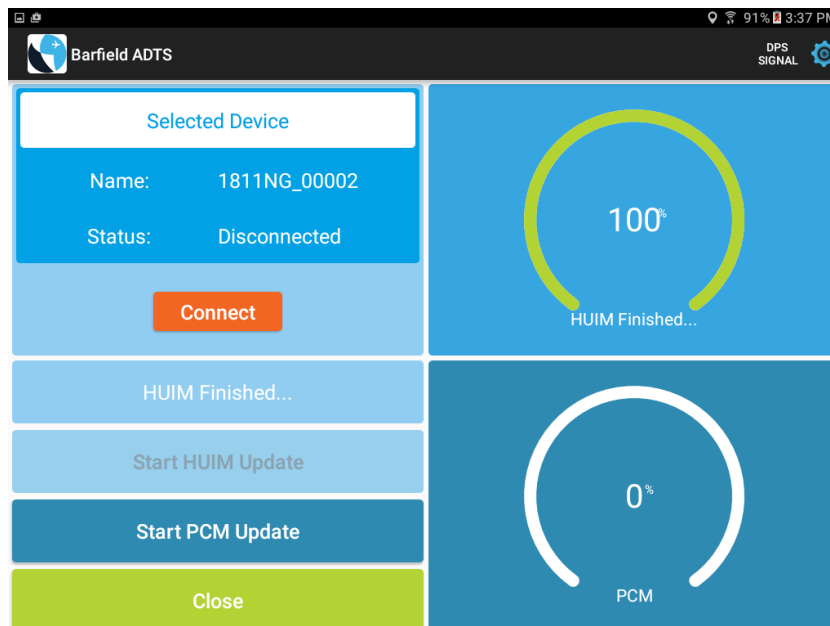 91% 3:37 PM
Barfield ADTS
DPS
SIGNAL
Selected Device
Name: 1811NG_00002
Status: Disconnected
Connect
HUIM Finished...
Start HUIM Update
Start PCM Update
Close
100%
HUIM Finished...
0%
PCM